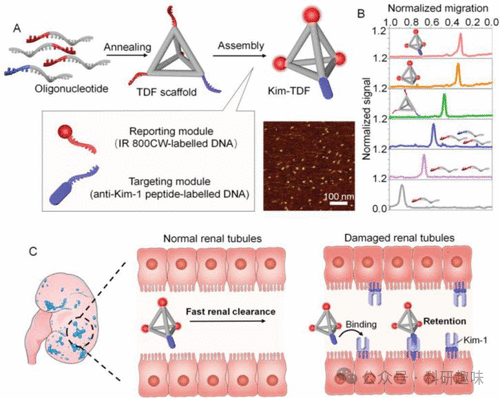 A
Annealing
Assembly
Oligonucleotide
TDF scaffold
Kim-TDF
Reporting module
(IR 800CW-labelled DNA)
Targeting module
(anti-Kim-1 peptide-labelled DNA)
100 nm
B
Normalized migration
1.0 0.8 0.6 0.4 0.2 0.0
Normalized signal
1.2
1.2
1.2
1.2
1.2
0.0
C
Normal renal tubules
Damaged renal tubules
Fast renal clearance
Binding
Retention
Kim-1
公众号 · 科研趣味